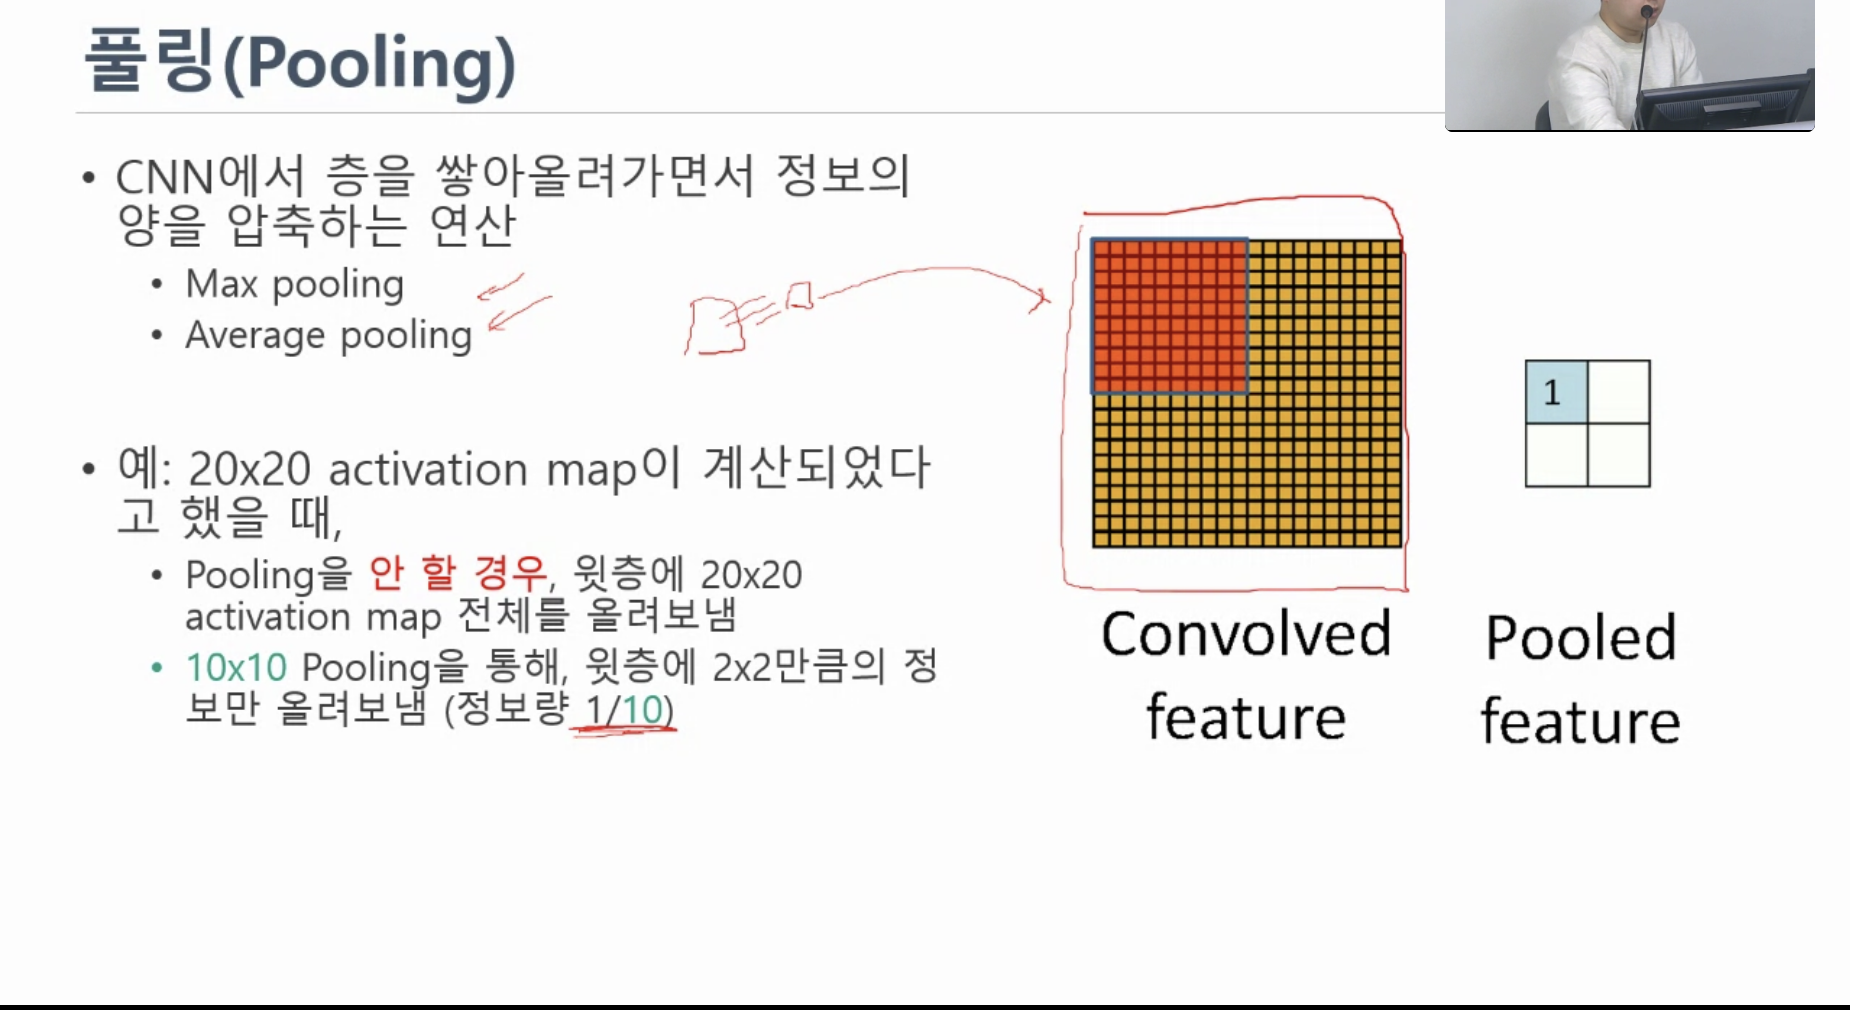 풀링(Pooling)
• CNN에서 층을 쌓아올려가면서 정보의
양을 압축하는 연산
• Max pooling
• Average pooling
• 예: 20x20 activation map이 계산되었다
고 했을 때,
• Pooling을 안 할 경우, 윗층에 20x20
activation map 전체를 올려보냄
• 10x10 Pooling을 통해, 윗층에 2x2만큼의 정
보만 올려보냄 (정보량 1/10)
1
Convolved
feature
Pooled
feature